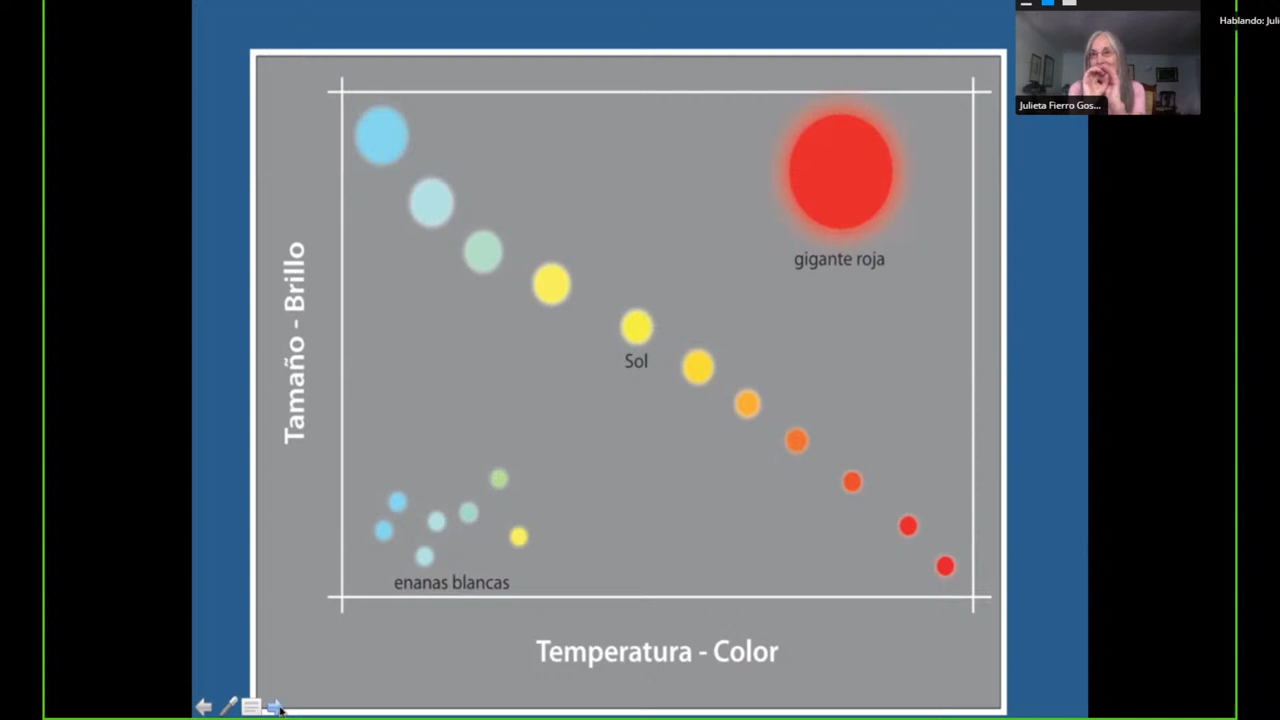 Hablando: Juli
Julieta Fierro Gos...
Tamaño - Brillo
gigante roja
Sol
enanas blancas
Temperatura - Color